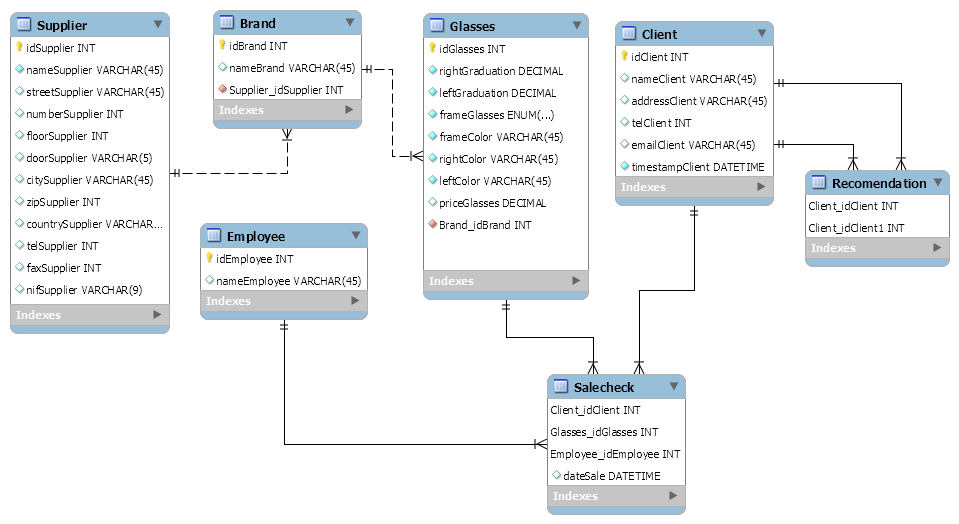 Supplier
idSupplier INT
nameSupplier VARCHAR(45)
streetSupplier VARCHAR(45)
numberSupplier INT
floorSupplier INT
doorSupplier VARCHAR(5)
citySupplier VARCHAR(45)
zipSupplier INT
countrySupplier VARCHAR...
telSupplier INT
faxSupplier INT
nifSupplier VARCHAR(9)
Indexes
Brand
idBrand INT
nameBrand VARCHAR(45)
Supplier_idSupplier INT
Indexes
Glasses
idGlasses INT
rightGraduation DECIMAL
leftGraduation DECIMAL
frameGlasses ENUM(...)
frameColor VARCHAR(45)
rightColor VARCHAR(45)
leftColor VARCHAR(45)
priceGlasses DECIMAL
Brand_idBrand INT
Indexes
Client
idClient INT
nameClient VARCHAR(45)
addressClient VARCHAR(45)
telClient INT
emailClient VARCHAR(45)
timestampClient DATETIME
Indexes
Recomendation
Client_idClient INT
Client_idClient1 INT
Indexes
Employee
idEmployee INT
nameEmployee VARCHAR(45)
Indexes
Salecheck
Client_idClient INT
Glasses_idGlasses INT
Employee_idEmployee INT
dateSale DATETIME
Indexes